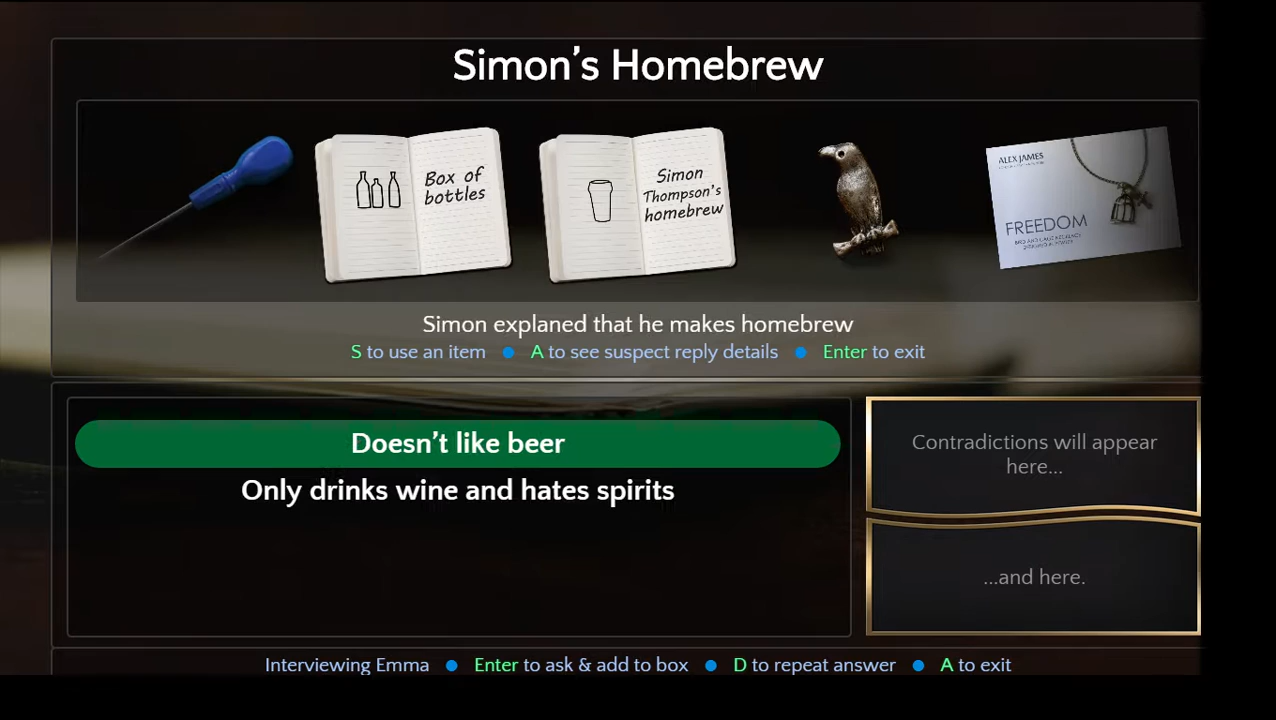 Simon's Homebrew
Box of
bottles
Simon
Thompson's
homebrew
ALEX JAMES
FREEDOM
Simon explaned that he makes homebrew
S to use an item ● A to see suspect reply details ● Enter to exit
Doesn't like beer
Only drinks wine and hates spirits
Contradictions will appear
here...
...and here.
Interviewing Emma ● Enter to ask & add to box ● D to repeat answer ● A to exit